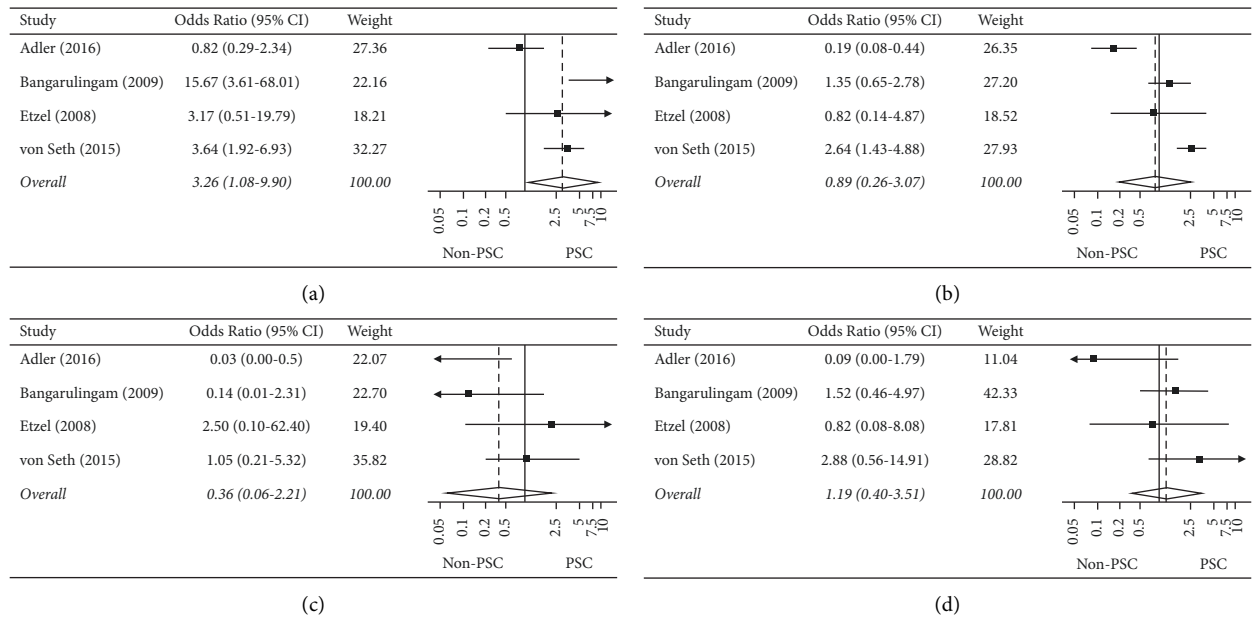 Study Odds Ratio (95% CI) Weight
Adler (2016) 0.82 (0.29-2.34) 27.36
Bangarulingam (2009) 15.67 (3.61-68.01) 22.16
Etzel (2008) 3.17 (0.51-19.79) 18.21
von Seth (2015) 3.64 (1.92-6.93) 32.27
Overall 3.26 (1.08-9.90) 100.00
0.05 0.1 0.2 0.5 2.5 5 7.5 10
Non-PSC PSC
(a)
Study Odds Ratio (95% CI) Weight
Adler (2016) 0.19 (0.08-0.44) 26.35
Bangarulingam (2009) 1.35 (0.65-2.78) 27.20
Etzel (2008) 0.82 (0.14-4.87) 18.52
von Seth (2015) 2.64 (1.43-4.88) 27.93
Overall 0.89 (0.26-3.07) 100.00
0.05 0.1 0.2 0.5 2.5 5 7.5 10
Non-PSC PSC
(b)
Study Odds Ratio (95% CI) Weight
Adler (2016) 0.03 (0.00-0.5) 22.07
Bangarulingam (2009) 0.14 (0.01-2.31) 22.70
Etzel (2008) 2.50 (0.10-62.40) 19.40
von Seth (2015) 1.05 (0.21-5.32) 35.82
Overall 0.36 (0.06-2.21) 100.00
0.05 0.1 0.2 0.5 2.5 5 7.5 10
Non-PSC PSC
(c)
Study Odds Ratio (95% CI) Weight
Adler (2016) 0.09 (0.00-1.79) 11.04
Bangarulingam (2009) 1.52 (0.46-4.97) 42.33
Etzel (2008) 0.82 (0.08-8.08) 17.81
von Seth (2015) 2.88 (0.56-14.91) 28.82
Overall 1.19 (0.40-3.51) 100.00
0.05 0.1 0.2 0.5 2.5 5 7.5 10
Non-PSC PSC
(d)